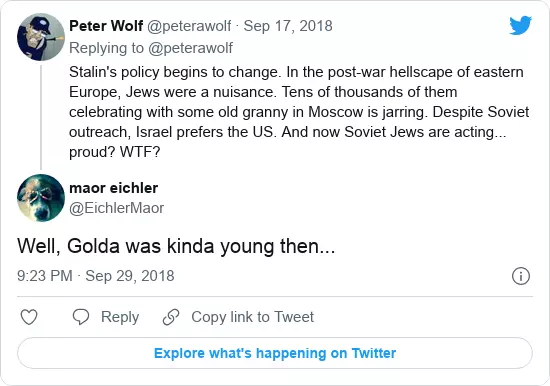 Peter Wolf @peterawolf · Sep 17, 2018
Replying to @peterawolf
Stalin's policy begins to change. In the post-war hellscape of eastern
Europe, Jews were a nuisance. Tens of thousands of them
celebrating with some old granny in Moscow is jarring. Despite Soviet
outreach, Israel prefers the US. And now Soviet Jews are acting...
proud? WTF?
maor eichler
@EichlerMaor
Well, Golda was kinda young then...
9:23 PM · Sep 29, 2018
Reply
Copy link to Tweet
Explore what's happening on Twitter